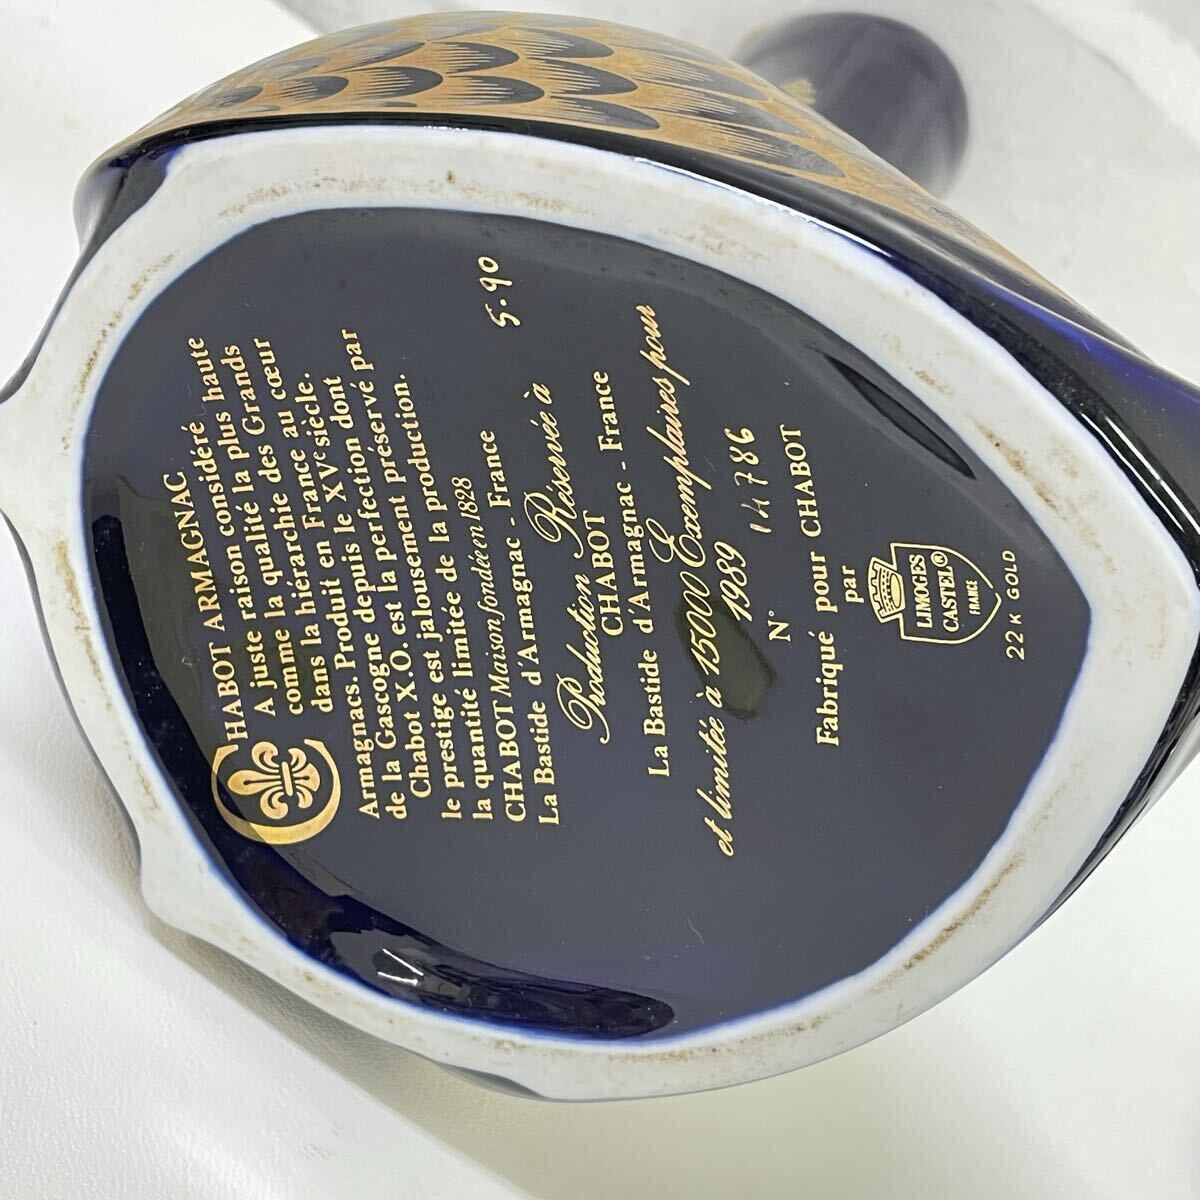 CHABOT ARMAGNAC
A juste raison considéré
comme la qualité la plus haute
dans la hiérarchie des Grands
Armagnacs. Produit en France au cœur
de la Gascogne depuis le XVe siècle.
Chabot X.O. est la perfection dont
le prestige est jalousement préservé par
la quantité limitée de la production.
CHABOT Maison fondée en 1828
La Bastide d'Armagnac - France
5.90
Production Reservée à
CHABOT
La Bastide d'Armagnac - France
et limitée à 15000 Exemplaires pour
1989
N° 14786
Fabriqué pour CHABOT
par
LIMOGES
CASTEL®
FRANCE
22K GOLD